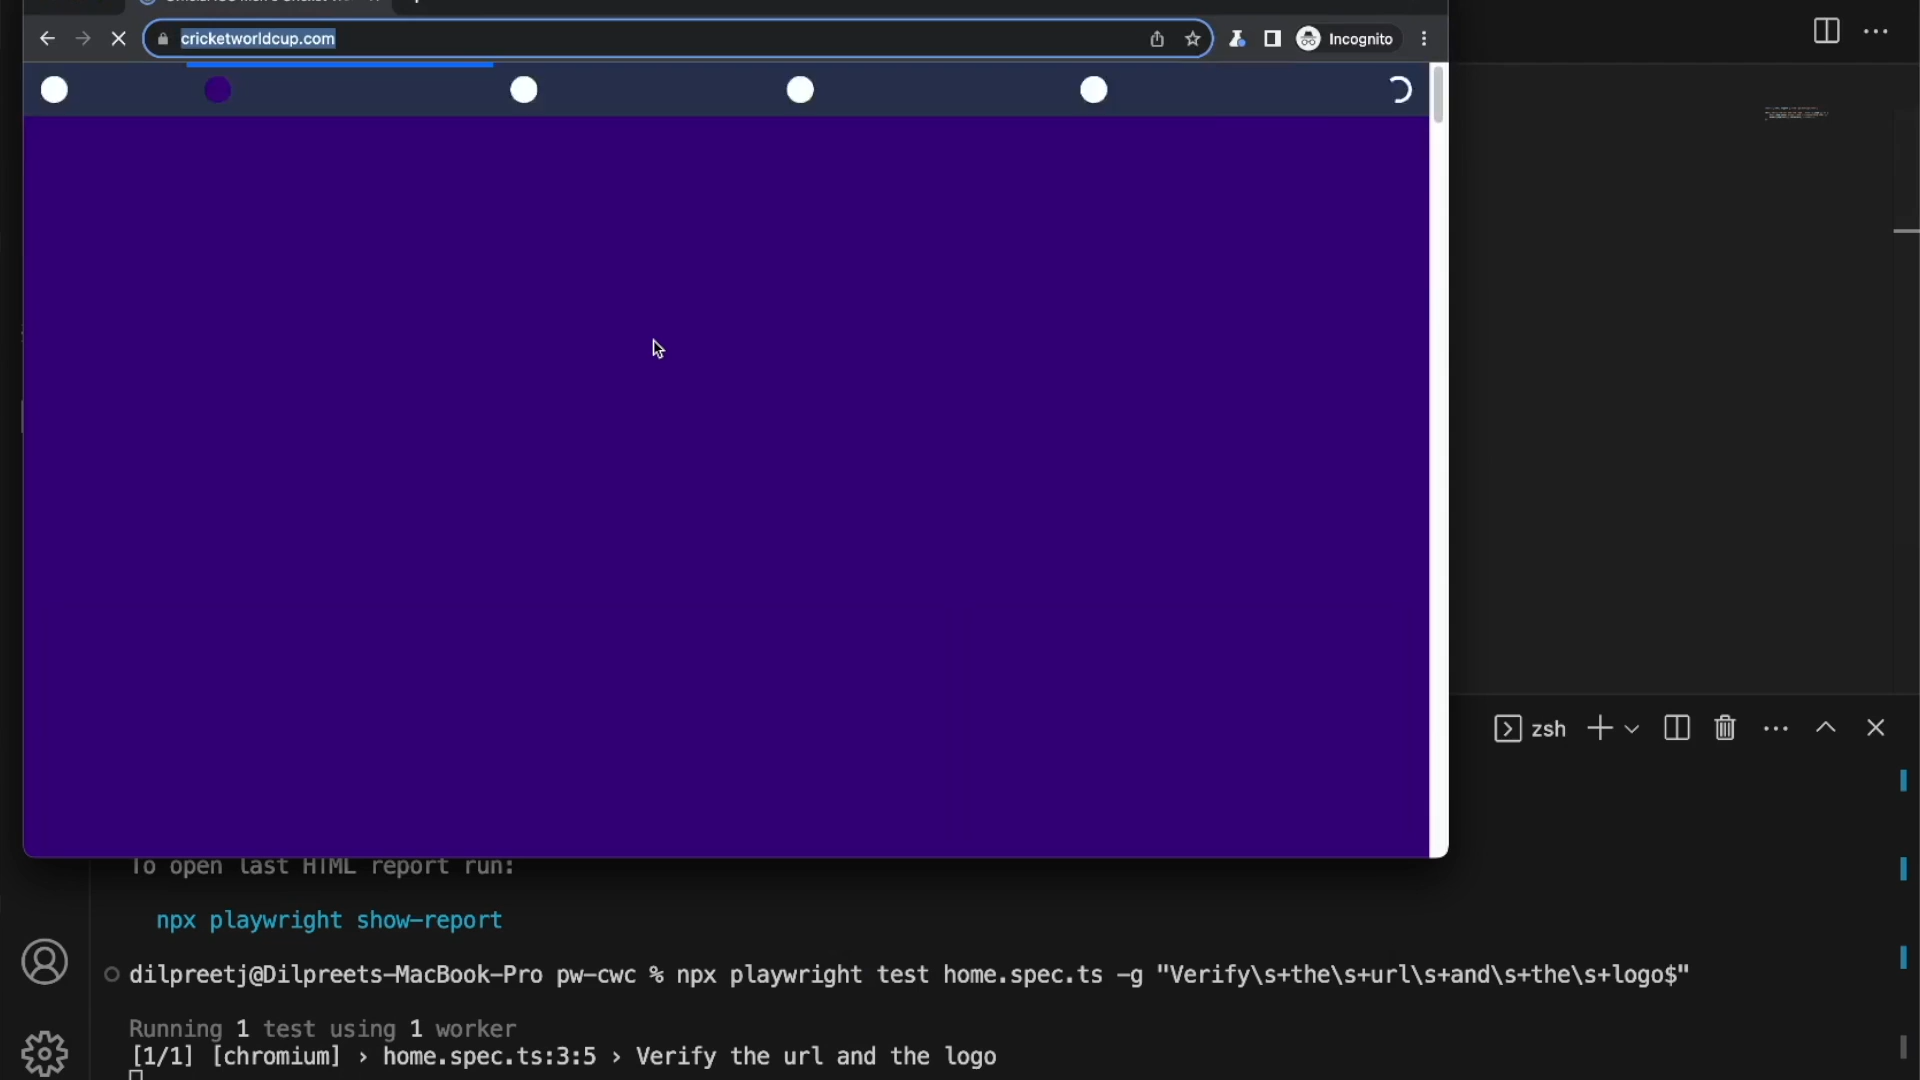 cricketworldcup.com
Incognito
zsh
To open last HTML report run:
npx playwright show-report
dilpreetj@Dilpreets-MacBook-Pro pw-cwc % npx playwright test home.spec.ts -g "Verify\s+the\s+url\s+and\s+the\s+logo$"
Running 1 test using 1 worker
[1/1] [chromium] › home.spec.ts:3:5 › Verify the url and the logo